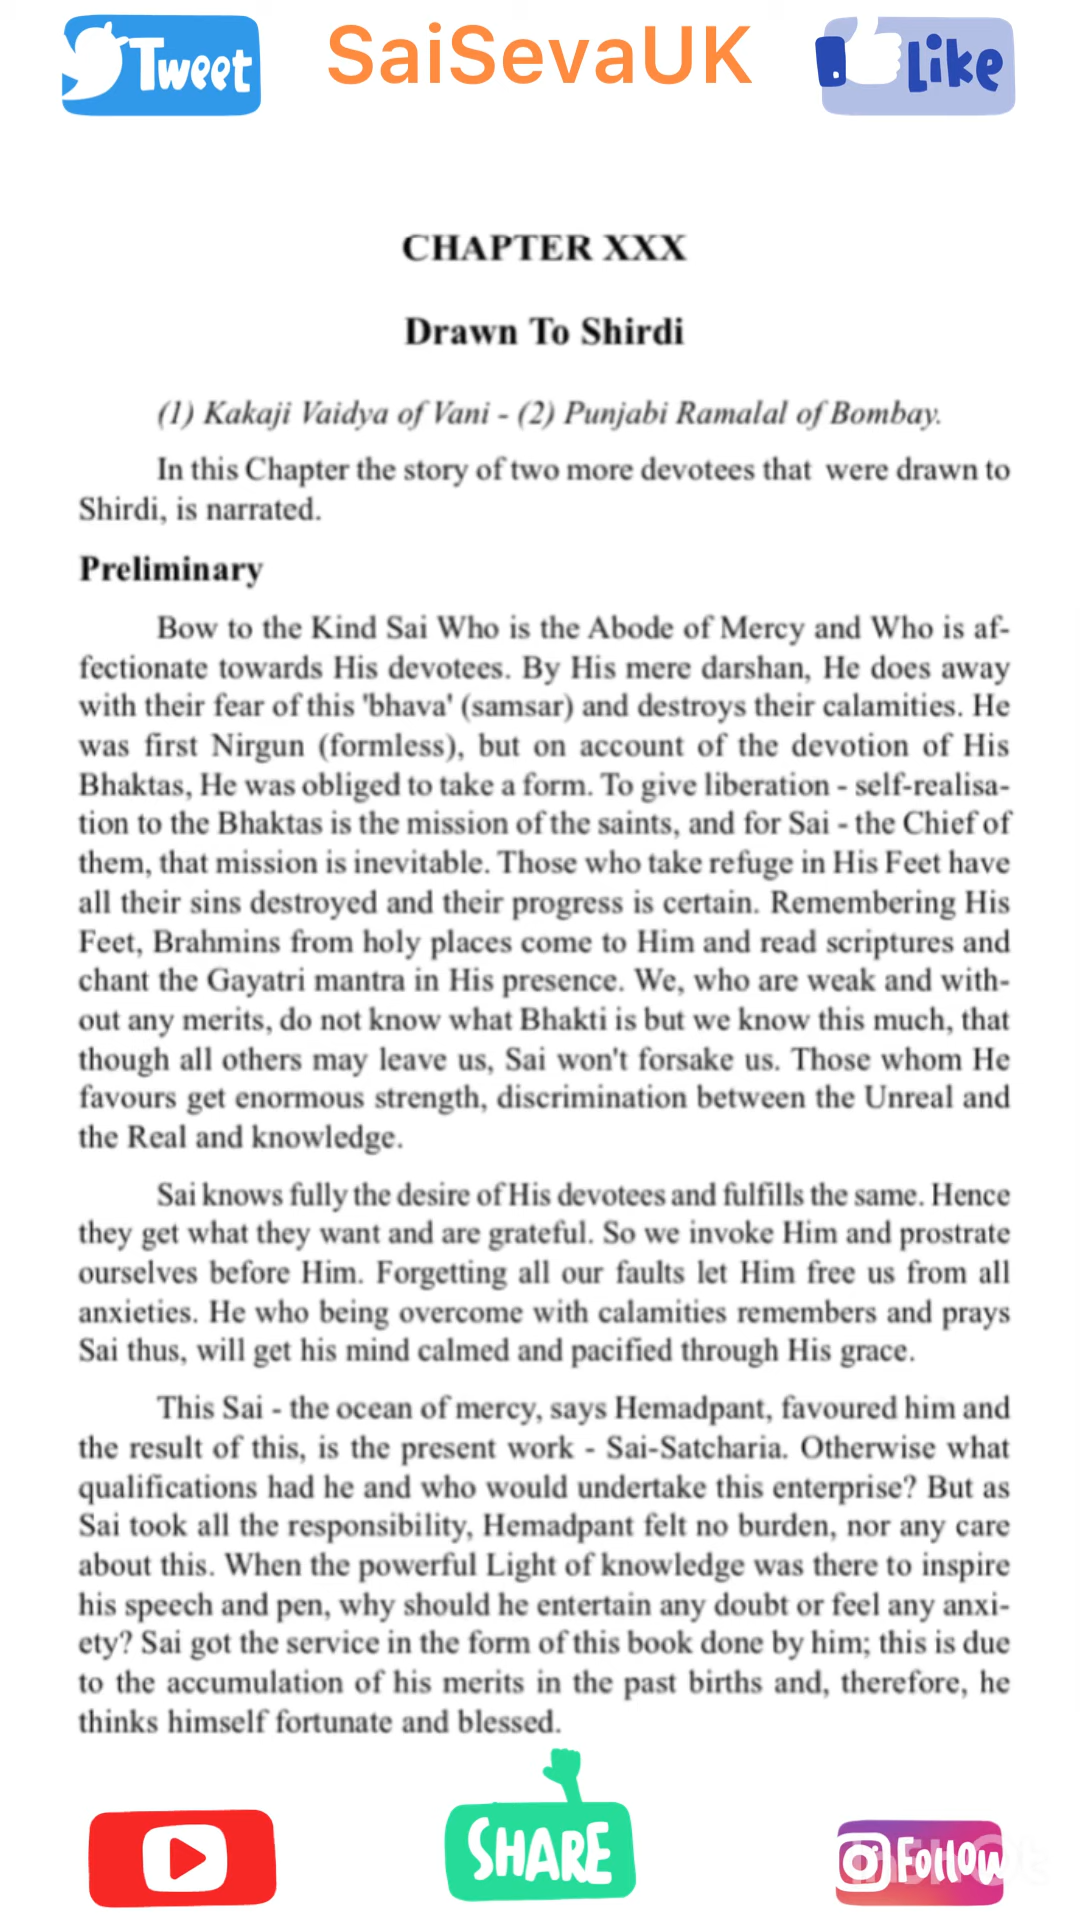 Tweet SaiSevaUK Like
CHAPTER XXX
Drawn To Shirdi
(1) Kakaji Vaidya of Vani - (2) Punjabi Ramalal of Bombay.
In this Chapter the story of two more devotees that were drawn to
Shirdi, is narrated.
Preliminary
Bow to the Kind Sai Who is the Abode of Mercy and Who is af-
fectionate towards His devotees. By His mere darshan, He does away
with their fear of this 'bhava' (samsar) and destroys their calamities. He
was first Nirgun (formless), but on account of the devotion of His
Bhaktas, He was obliged to take a form. To give liberation - self-realisa-
tion to the Bhaktas is the mission of the saints, and for Sai - the Chief of
them, that mission is inevitable. Those who take refuge in His Feet have
all their sins destroyed and their progress is certain. Remembering His
Feet, Brahmins from holy places come to Him and read scriptures and
chant the Gayatri mantra in His presence. We, who are weak and with-
out any merits, do not know what Bhakti is but we know this much, that
though all others may leave us, Sai won't forsake us. Those whom He
favours get enormous strength, discrimination between the Unreal and
the Real and knowledge.
Sai knows fully the desire of His devotees and fulfills the same. Hence
they get what they want and are grateful. So we invoke Him and prostrate
ourselves before Him. Forgetting all our faults let Him free us from all
anxieties. He who being overcome with calamities remembers and prays
Sai thus, will get his mind calmed and pacified through His grace.
This Sai - the ocean of mercy, says Hemadpant, favoured him and
the result of this, is the present work - Sai-Satcharia. Otherwise what
qualifications had he and who would undertake this enterprise? But as
Sai took all the responsibility, Hemadpant felt no burden, nor any care
about this. When the powerful Light of knowledge was there to inspire
his speech and pen, why should he entertain any doubt or feel any anxi-
ety? Sai got the service in the form of this book done by him; this is due
to the accumulation of his merits in the past births and, therefore, he
thinks himself fortunate and blessed.
SHARE Follow